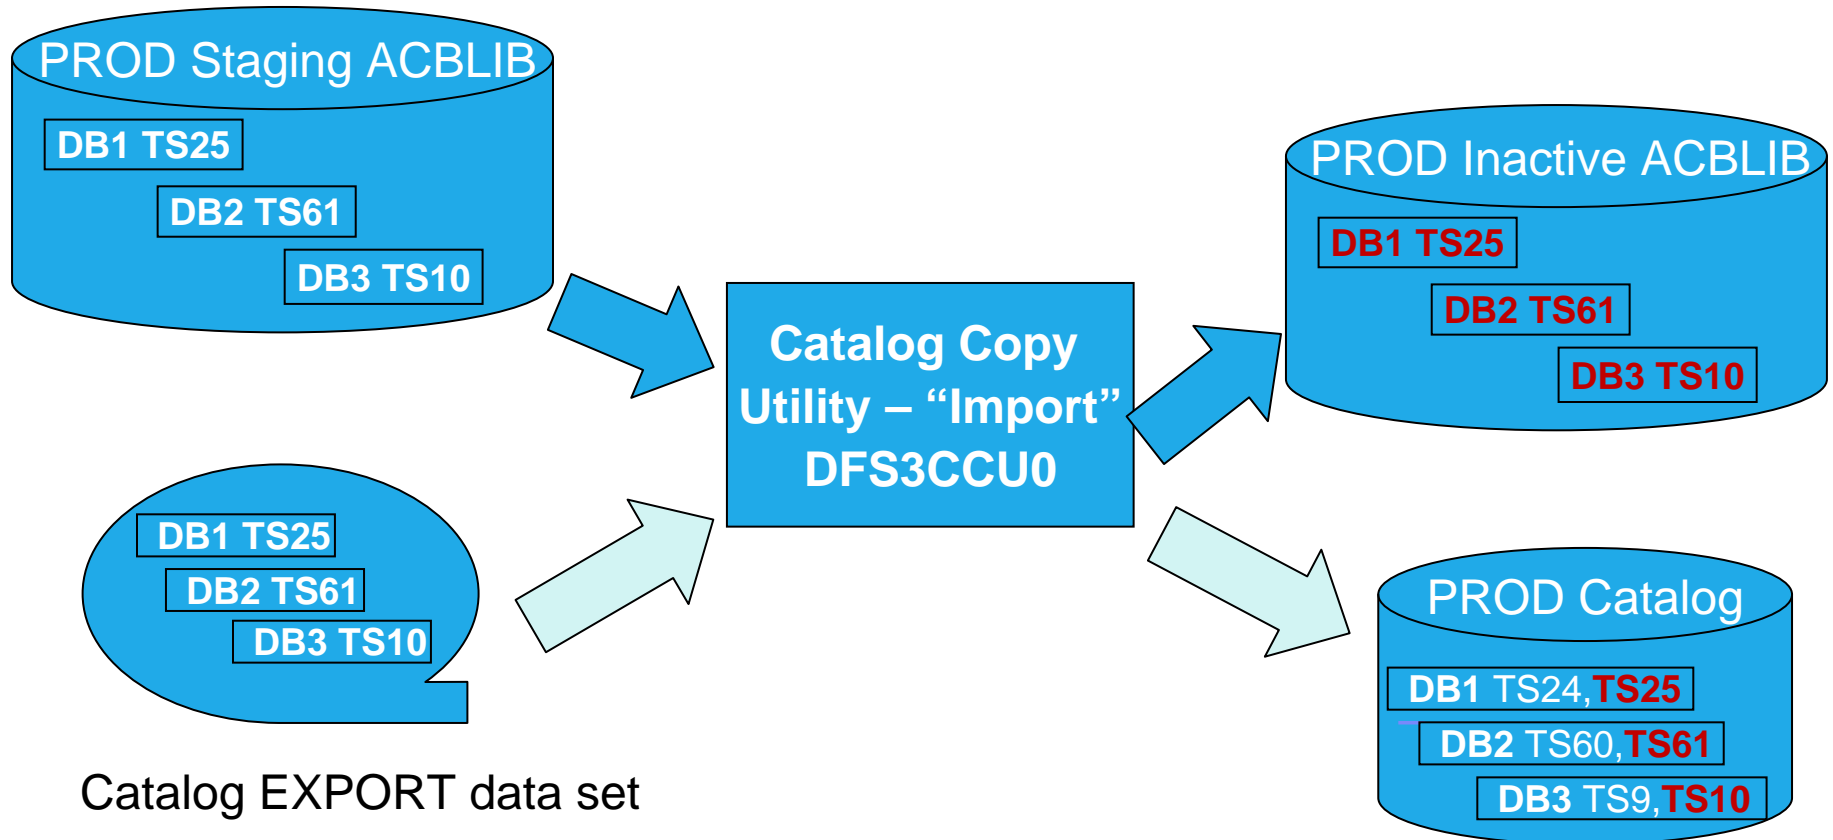 PROD Staging ACBLIB
DB1 TS25
DB2 TS61
DB3 TS10
DB1 TS25
DB2 TS61
DB3 TS10
Catalog EXPORT data set
Catalog Copy
Utility – “Import”
DFS3CCU0
PROD Inactive ACBLIB
DB1 TS25
DB2 TS61
DB3 TS10
PROD Catalog
DB1 TS24,TS25
DB2 TS60,TS61
DB3 TS9,TS10